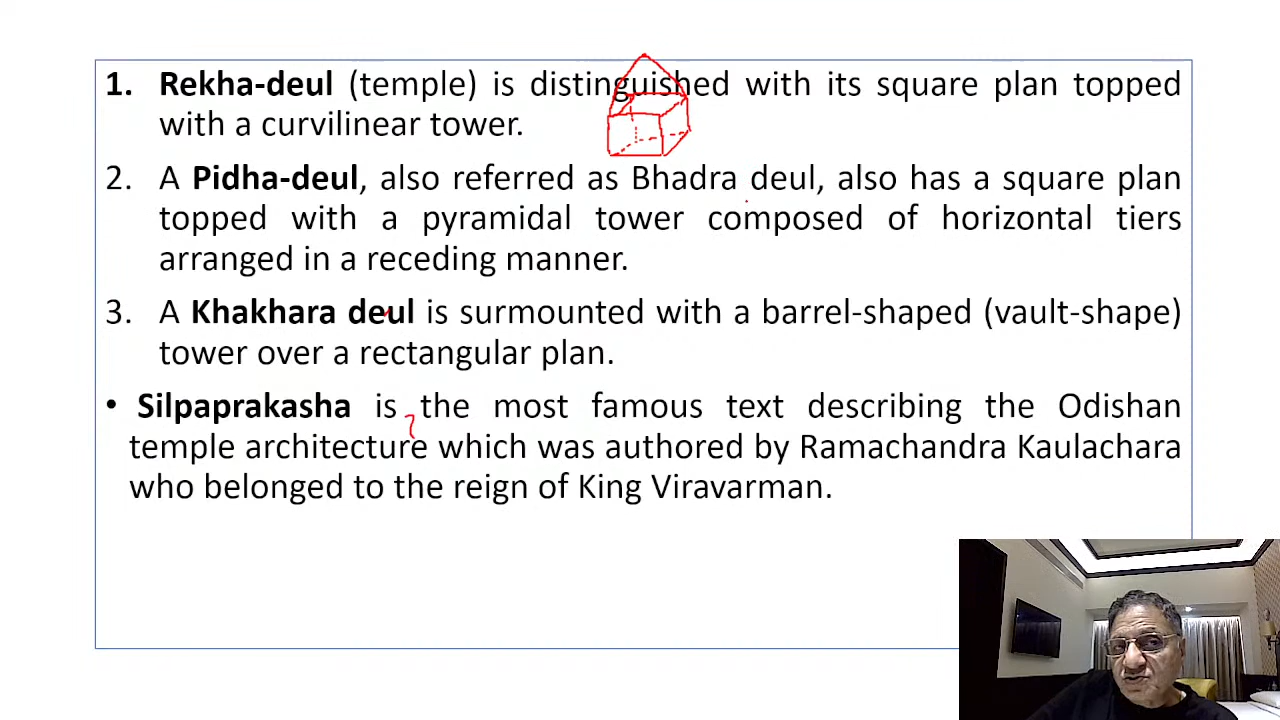 1. Rekha-deul (temple) is distinguished with its square plan topped
with a curvilinear tower.
2. A Pidha-deul, also referred as Bhadra deul, also has a square plan
topped with a pyramidal tower composed of horizontal tiers
arranged in a receding manner.
3. A Khakhara deul is surmounted with a barrel-shaped (vault-shape)
tower over a rectangular plan.
• Silpaprakasha is the most famous text describing the Odishan
temple architecture which was authored by Ramachandra Kaulachara
who belonged to the reign of King Viravarman.